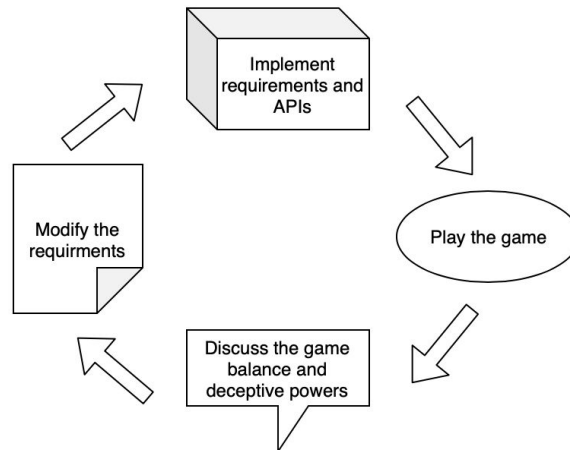 Implement
requirements and
APIs
Play the game
Discuss the game
balance and
deceptive powers
Modify the
requirments